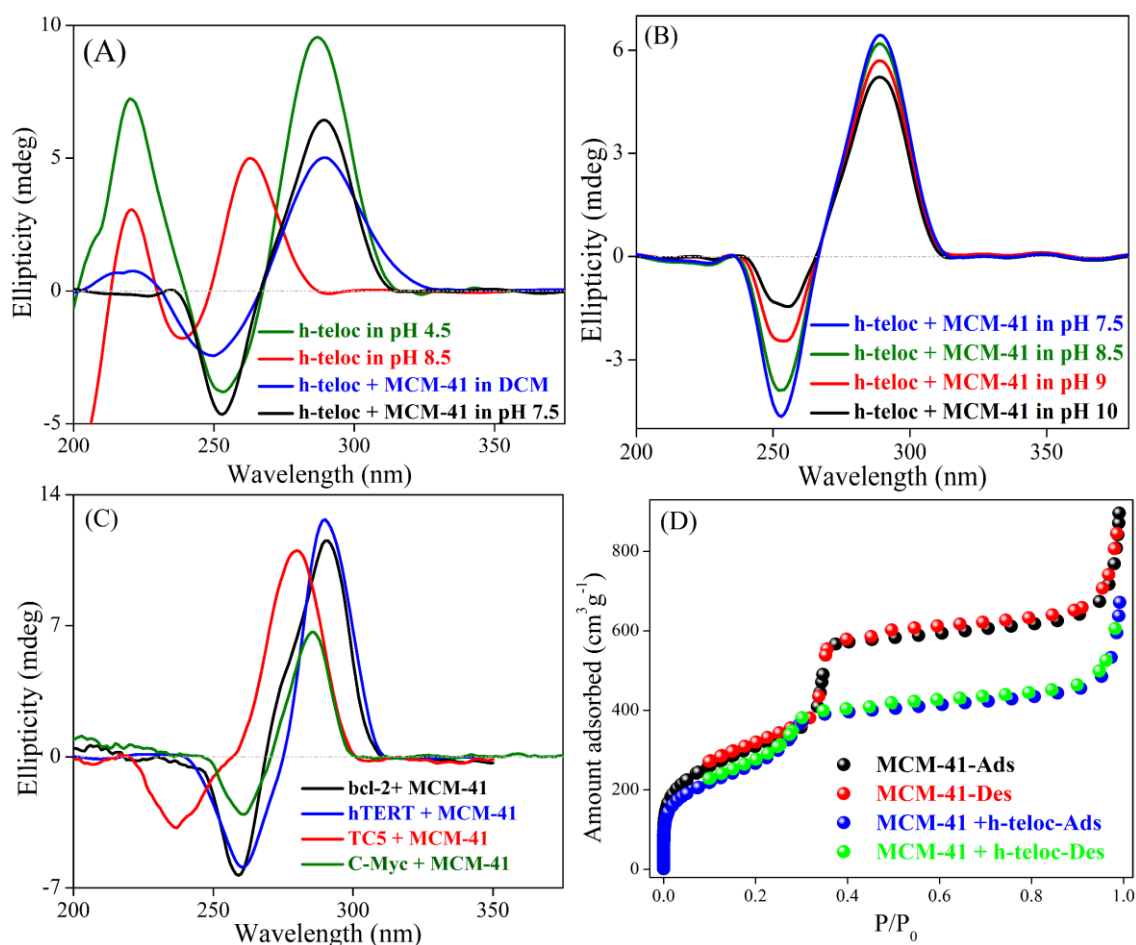 (A)
10
5
0
-5
Ellipticity (mdeg)
h-teloc in pH 4.5
h-teloc in pH 8.5
h-teloc + MCM-41 in DCM
h-teloc + MCM-41 in pH 7.5
200 250 300 350
Wavelength (nm)
(B)
6
3
0
-3
Ellipticity (mdeg)
h-teloc + MCM-41 in pH 7.5
h-teloc + MCM-41 in pH 8.5
h-teloc + MCM-41 in pH 9
h-teloc + MCM-41 in pH 10
200 250 300 350
Wavelength (nm)
(C)
14
7
0
-7
Ellipticity (mdeg)
bcl-2+ MCM-41
hTERT + MCM-41
TC5 + MCM-41
C-Myc + MCM-41
200 250 300 350
Wavelength (nm)
(D)
800
600
400
200
0
Amount adsorbed (cm³ g⁻¹)
MCM-41-Ads
MCM-41-Des
MCM-41 +h-teloc-Ads
MCM-41 + h-teloc-Des
0.0 0.2 0.4 0.6 0.8 1.0
P/P₀